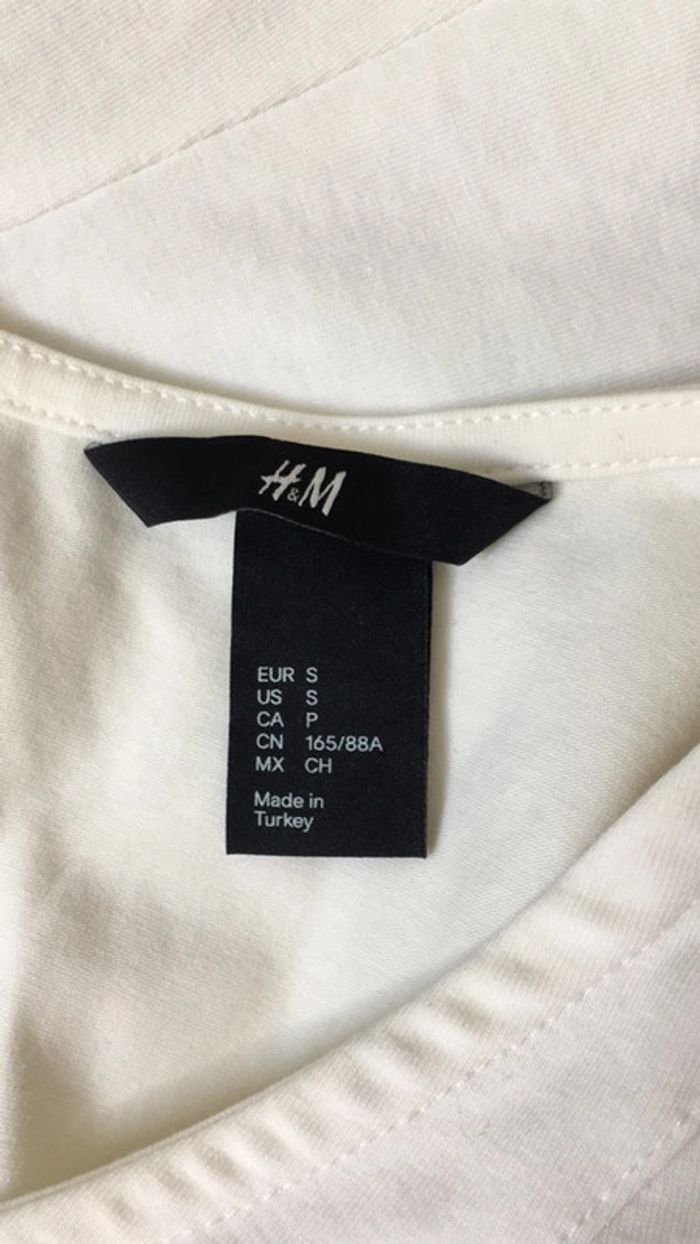 H&M
EUR S
US S
CA P
CN 165/88A
MX CH
Made in
Turkey